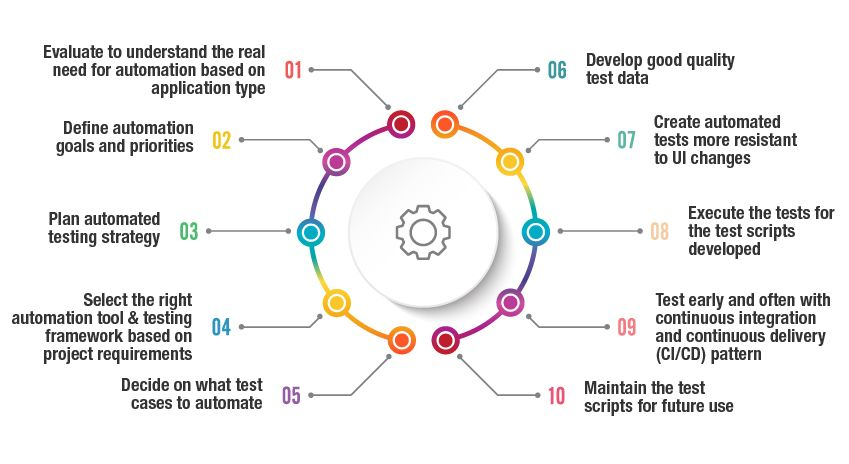 Evaluate to understand the real
need for automation based on
application type
01
Define automation
goals and priorities
02
Plan automated
testing strategy
03
Select the right
automation tool & testing
framework based on
project requirements
04
Decide on what test
cases to automate
05
06
Develop good quality
test data
07
Create automated
tests more resistant
to UI changes
08
Execute the tests for
the test scripts
developed
09
Test early and often with
continuous integration
and continuous delivery
(CI/CD) pattern
10
Maintain the test
scripts for future use